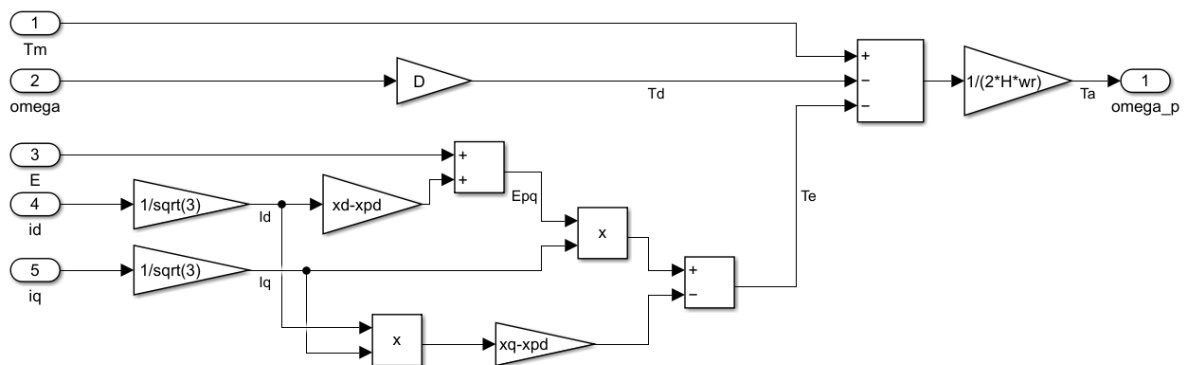 1
Tm
2
omega
D
Td
+
−
−
1/(2*H*wr)
Ta
1
omega_p
3
E
+
+
Epq
4
id
1/sqrt(3)
Id
xd-xpd
x
Te
5
iq
1/sqrt(3)
Iq
+
−
x
xq-xpd